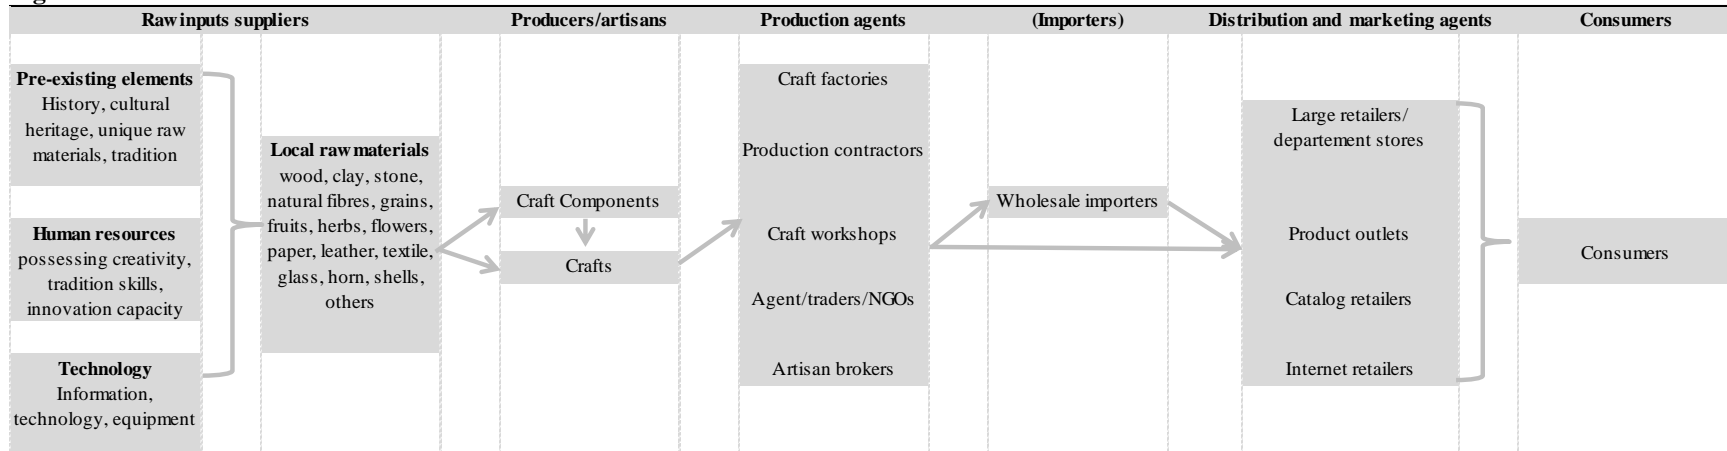 Raw inputs suppliers
Producers/artisans
Production agents
(Importers)
Distribution and marketing agents
Consumers
Pre-existing elements
History, cultural
heritage, unique raw
materials, tradition
Human resources
possessing creativity,
tradition skills,
innovation capacity
Technology
Information,
technology, equipment
Local raw materials
wood, clay, stone,
natural fibres, grains,
fruits, herbs, flowers,
paper, leather, textile,
glass, horn, shells,
others
Craft Components
Crafts
Craft factories
Production contractors
Craft workshops
Agent/traders/NGOs
Artisan brokers
Wholesale importers
Large retailers/
departement stores
Product outlets
Catalog retailers
Internet retailers
Consumers